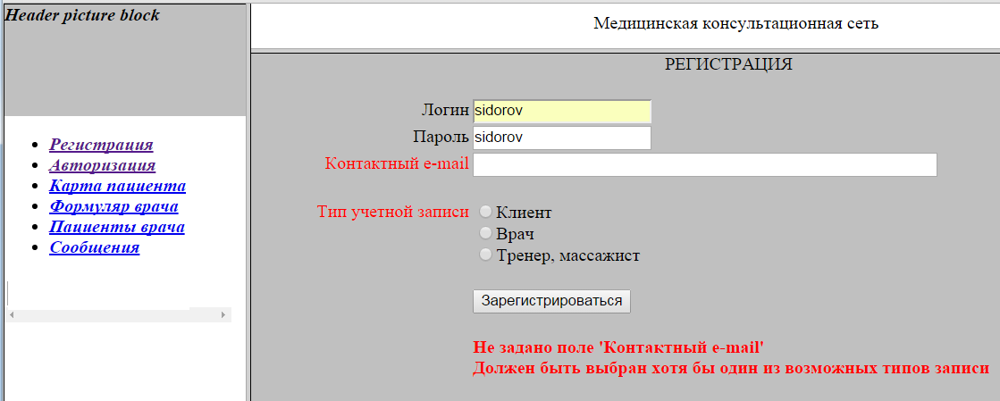 Header picture block
Регистрация
Авторизация
Карта пациента
Формуляр врача
Пациенты врача
Сообщения
Медицинская консультационная сеть
РЕГИСТРАЦИЯ
Логин sidorov
Пароль sidorov
Контактный e-mail
Тип учетной записи Клиент
Врач
Тренер, массажист
Зарегистрироваться
Не задано поле 'Контактный e-mail'
Должен быть выбран хотя бы один из возможных типов записи